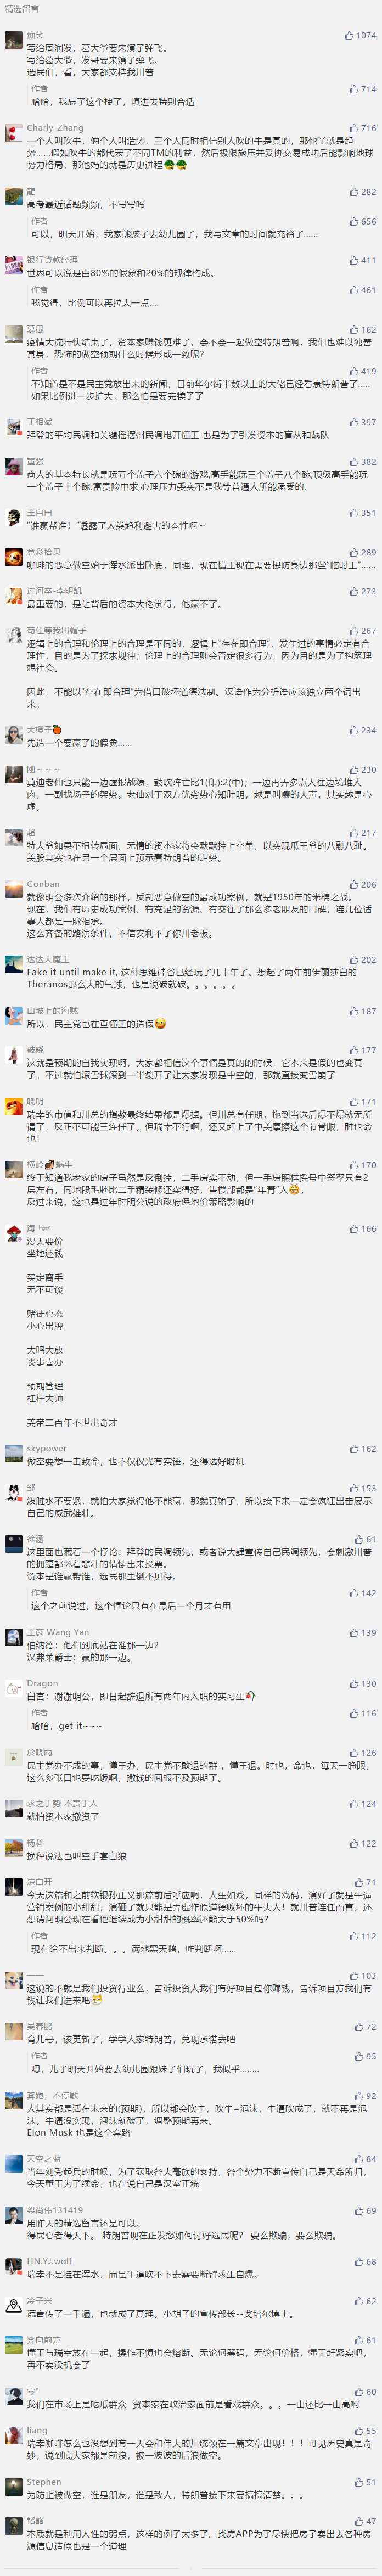 精选留言
痴笑
1074
写给周润发，葛大爷要来演子弹飞。
写给葛大爷，发哥要来演子弹飞。
选民们，看，大家都支持我川普
作者
714
哈哈，我忘了这个梗了，填进去特别合适
Charly-Zhang
716
一个人叫吹牛，俩个人叫造势，三个人同时相信别人吹的牛是真的，那他丫就是趋
势……假如吹牛的都代表了不同TM的利益，然后极限施压并妥协交易成功后能影响地球
势力格局，那他妈的就是历史进程
龍
282
高考最近话题频频，不写写吗
作者
656
可以，明天开始，我家熊孩子去幼儿园了，我写文章的时间就充裕了……
银行贷款经理
411
世界可以说是由80%的假象和20%的规律构成。
作者
461
我觉得，比例可以再拉大一点....
暮愚
162
疫情大流行快结束了，资本家赚钱更难了，会不会一起做空特朗普啊，我们也难以独善
其身，恐怖的做空预期什么时候形成一致呢？
作者
419
不知道是不是民主党放出来的新闻，目前华尔街半数以上的大佬已经看衰特朗普了.....
如果比例进一步扩大，那么怕是要完犊子了
丁相斌
397
拜登的平均民调和关键摇摆州民调甩开懂王 也是为了引发资本的盲从和战队
董强
382
商人的基本特长就是玩五个盖子六个碗的游戏,高手能玩三个盖子八个碗,顶级高手能玩
一个盖子十个碗.富贵险中求,心理压力委实不是我等普通人所能承受的.
王自由
351
“谁赢帮谁！”透露了人类趋利避害的本性啊～
竞彩拾贝
289
咖啡的恶意做空始于浑水派出卧底，同理，现在懂王现在需要提防身边那些“临时工”……
过河卒-李明凯
273
最重要的，是让背后的资本大佬觉得，他赢不了。
苟任等我出帽子
267
逻辑上的合理和伦理上的合理是不同的，逻辑上“存在即合理”，发生过的事情必定有合
理性，目的是为了探求规律；伦理上的合理则会否定很多行为，因为目的是为了构筑理
想社会。
因此，不能以“存在即合理”为借口破坏道德法制。汉语作为分析语应该独立两个词出
来。
大橙子
234
先造一个要赢了的假象……
刚～～～
230
莫迪老仙也只能一边虚报战绩，鼓吹阵亡比1(印):2(中)；一边再弄多点人往边境堆人
肉，一副找场子的架势。老仙对于双方优劣势心知肚明，越是叫嚷的大声，其实越是心
虚。
超
217
特大爷如果不扭转局面，无情的资本家将会默默挂上空单，以实现瓜王爷的八融八耻。
美股其实也在另一个层面上预示着特朗普的走势。
Gonban
206
就像明公多次介绍的那样，反制恶意做空的最成功案例，就是1950年的米棉之战。
现在，我们有历史成功案例、有充足的资源、有交往了那么多老朋友的口碑，连几位话
事人都是一脉相承。
这么齐备的路演条件，不信安利不了你川老板。
达达大魔王
202
Fake it until make it, 这种思维硅谷已经玩了几十年了。想起了两年前伊丽莎白的
Theranos那么大的气球，也是说破就破。。。。。。
山坡上的海贼
187
所以，民主党也在查懂王的造假
破晓
177
这就是预期的自我实现啊，大家都相信这个事情是真的的时候，它本来是假的也变真
了。不过就怕滚雪球滚到一半裂开了让大家发现是中空的，那就直接变雪崩了
晓明
171
瑞幸的市值和川总的指数最终结果都是爆掉。但川总有任期，拖到当选后爆不爆就无所
谓了，反正不可能三连任了。但瑞幸不行啊，还又赶上了中美摩擦这个节骨眼，时也命
也！
横岭蜗牛
170
终于知道我老家的房子虽然是反倒挂，二手房卖不动，但一手房照样摇号中签率只有2
层左右，同地段毛胚比二手精装修还卖得好，售楼部都是“年青”人，
反过来说，这也是过年时明公说的政府保地价策略影响的
海
166
漫天要价
坐地还钱
买定离手
无不可谈
赌徒心态
小心出牌
大鸣大放
丧事喜办
预期管理
杠杆大师
美帝二百年不世出奇才
skypower
162
做空要想一击致命，也不仅仅光有实锤，还得选好时机
邹
153
泼脏水不要紧，就怕大家觉得他不能赢，那就真输了，所以接下来一定会疯狂出击展示
自己的威武雄壮。
徐涵
61
这里面也藏着一个悖论：拜登的民调领先，或者说大肆宣传自己民调领先，会刺激川普
的拥趸都怀着悲壮的情愫出来投票。
资本是谁赢帮谁，选民那里倒不见得。
作者
142
这个之前说过，这个悖论只有在最后一个月才有用
王彦 Wang Yan
139
伯纳德：他们到底站在谁那一边？
汉弗莱爵士：赢的那一边。
Dragon
130
白宫：谢谢明公，即日起辞退所有两年内入职的实习生
作者
116
哈哈，get it~~~
於晓雨
126
民主党办不成的事，懂王办，民主党不敢退的群 ，懂王退。时也，命也，每天一睁眼，
这么多张口也要吃饭啊，撒钱的回报不及预期了。
求之于势 不责于人
124
就怕资本家撤资了
杨科
122
换种说法也叫空手套白狼
凉白开
71
今天这篇和之前软银孙正义那篇前后呼应啊，人生如戏，同样的戏码，演好了就是牛逼
营销案例的小甜甜，演砸了就只能是弄虚作假道德败坏的牛夫人！就川普连任而言，还
想请问明公现在看他继续成为小甜甜的概率还能大于50%吗？
作者
112
现在给不出来判断。。。满地黑天鹅，咋判断啊……
一一
103
这说的不就是我们投资行业么，告诉投资人我们有好项目包你赚钱，告诉项目方我们有
钱让我们进来吧
吴春鹏
72
育儿号，该更新了，学学人家特朗普，兑现承诺去吧
作者
95
嗯，儿子明天开始要去幼儿园跟妹子们玩了，我似乎........
奔跑，不停歇
92
人其实都是活在未来的(预期)，所以都会吹牛，吹牛=泡沫，牛逼吹成了，就不再是泡
沫。牛逼没实现，泡沫就破了，调整预期再来。
Elon Musk 也是这个套路
天空之蓝
84
当年刘秀起兵的时候，为了获取各大毫族的支持，各个势力不断宣传自己是天命所归，
今天董王为了续命，也在说自己是汉室正统
梁尚伟131419
69
用昨天的精选留言还是可以。
得民心者得天下。 特朗普现在正发愁如何讨好选民呢？ 要么欺骗，要么欺骗。
HN.YJ.wolf
68
瑞幸不是挂在浑水，而是牛逼吹不下去需要断臂求生自爆。
冷子兴
62
谎言传了一千遍，也就成了真理。小胡子的宣传部长--戈培尔博士。
奔向前方
61
懂王与瑞幸放在一起，操作不慎也会熔断。无论何筹码，无论何价格，懂王赶紧卖吧，
再不卖没机会了
零°
60
我们在市场上是吃瓜群众 资本家在政治家面前是看戏群众。。。一山还比一山高啊
liang
55
瑞幸咖啡怎么也没想到有一天会和伟大的川统领在一篇文章出现！！！可见历史真是奇
妙，说到底大家都是前浪，被一波波的后浪做空。
Stephen
51
为防止被做空，谁是朋友，谁是敌人，特朗普接下来要搞搞清楚。。。
47
本质就是利用人性的弱点，这样的例子太多了。找房APP为了尽快把房子卖出去各种房
源信息造假也是一个道理